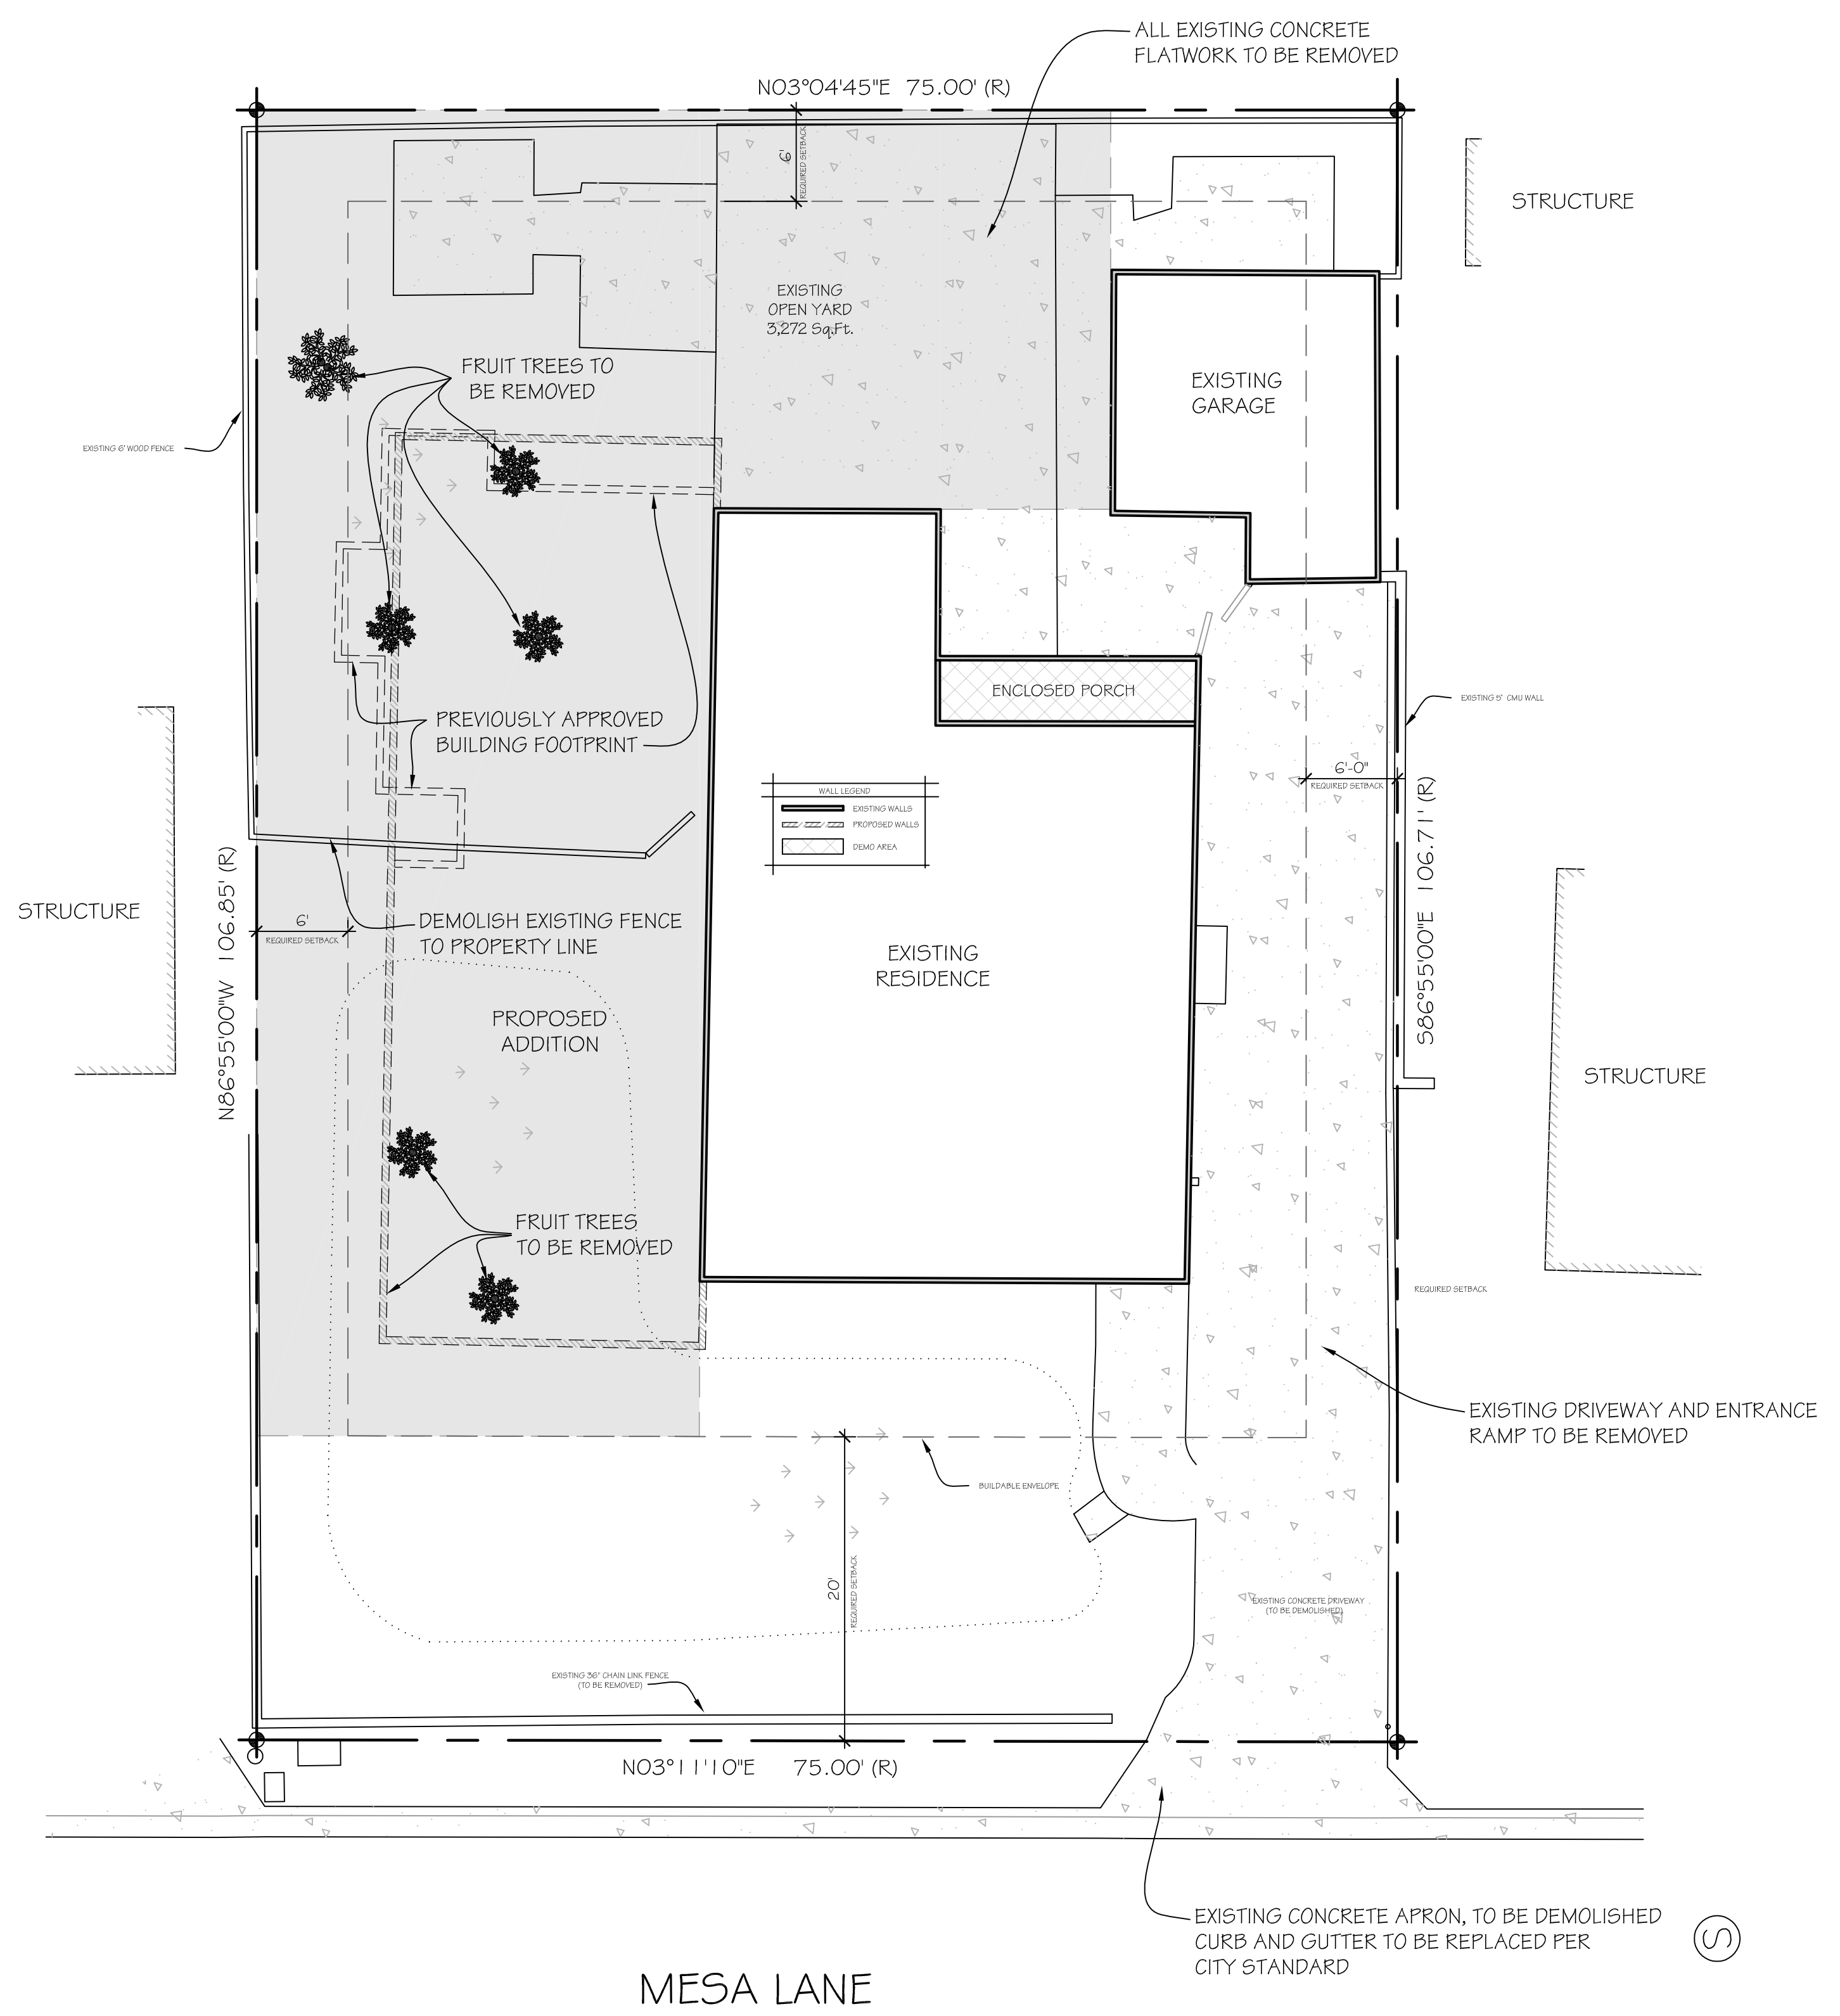 ALL EXISTING CONCRETE
FLATWORK TO BE REMOVED
N03°04'45"E 75.00' (R)
6'
REQUIRED SETBACK
STRUCTURE
EXISTING
OPEN YARD
3,272 Sq.Ft.
FRUIT TREES TO
BE REMOVED
EXISTING
GARAGE
EXISTING 6' WOOD FENCE
ENCLOSED PORCH
EXISTING 5' CMU WALL
PREVIOUSLY APPROVED
BUILDING FOOTPRINT
6'-0"
REQUIRED SETBACK
WALL LEGEND
EXISTING WALLS
PROPOSED WALLS
DEMO AREA
S86°55'00"E 106.71' (R)
N86°55'00"W 106.85' (R)
STRUCTURE
6'
REQUIRED SETBACK
DEMOLISH EXISTING FENCE
TO PROPERTY LINE
EXISTING
RESIDENCE
PROPOSED
ADDITION
STRUCTURE
FRUIT TREES
TO BE REMOVED
REQUIRED SETBACK
EXISTING DRIVEWAY AND ENTRANCE
RAMP TO BE REMOVED
BUILDABLE ENVELOPE
20'
REQUIRED SETBACK
EXISTING CONCRETE DRIVEWAY
(TO BE DEMOLISHED)
EXISTING 36" CHAIN LINK FENCE
(TO BE REMOVED)
N03°11'10"E 75.00' (R)
EXISTING CONCRETE APRON, TO BE DEMOLISHED
CURB AND GUTTER TO BE REPLACED PER
CITY STANDARD
S
MESA LANE